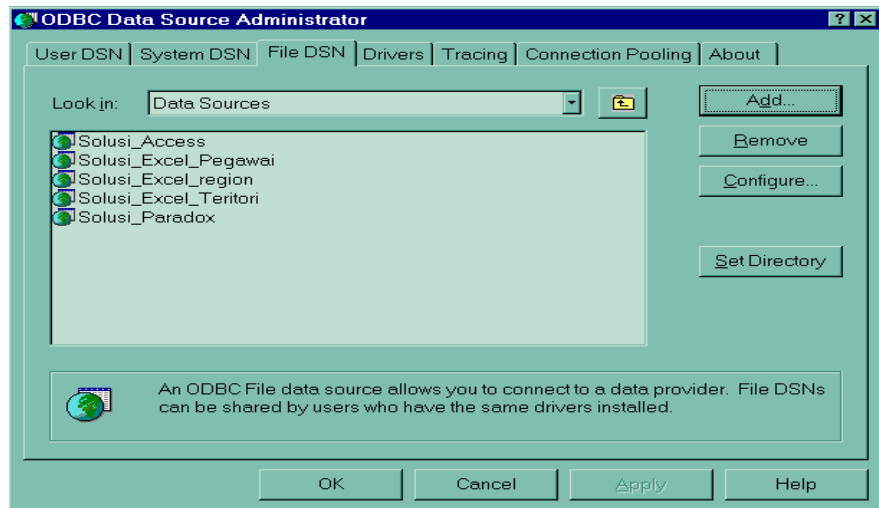 ODBC Data Source Administrator
User DSN System DSN File DSN Drivers Tracing Connection Pooling About
Look in: Data Sources Add...
Solusi_Access
Solusi_Excel_Pegawai
Solusi_Excel_region
Solusi_Excel_Teritori
Solusi_Paradox
Remove
Configure...
Set Directory
An ODBC File data source allows you to connect to a data provider. File DSNs
can be shared by users who have the same drivers installed.
OK Cancel Apply Help